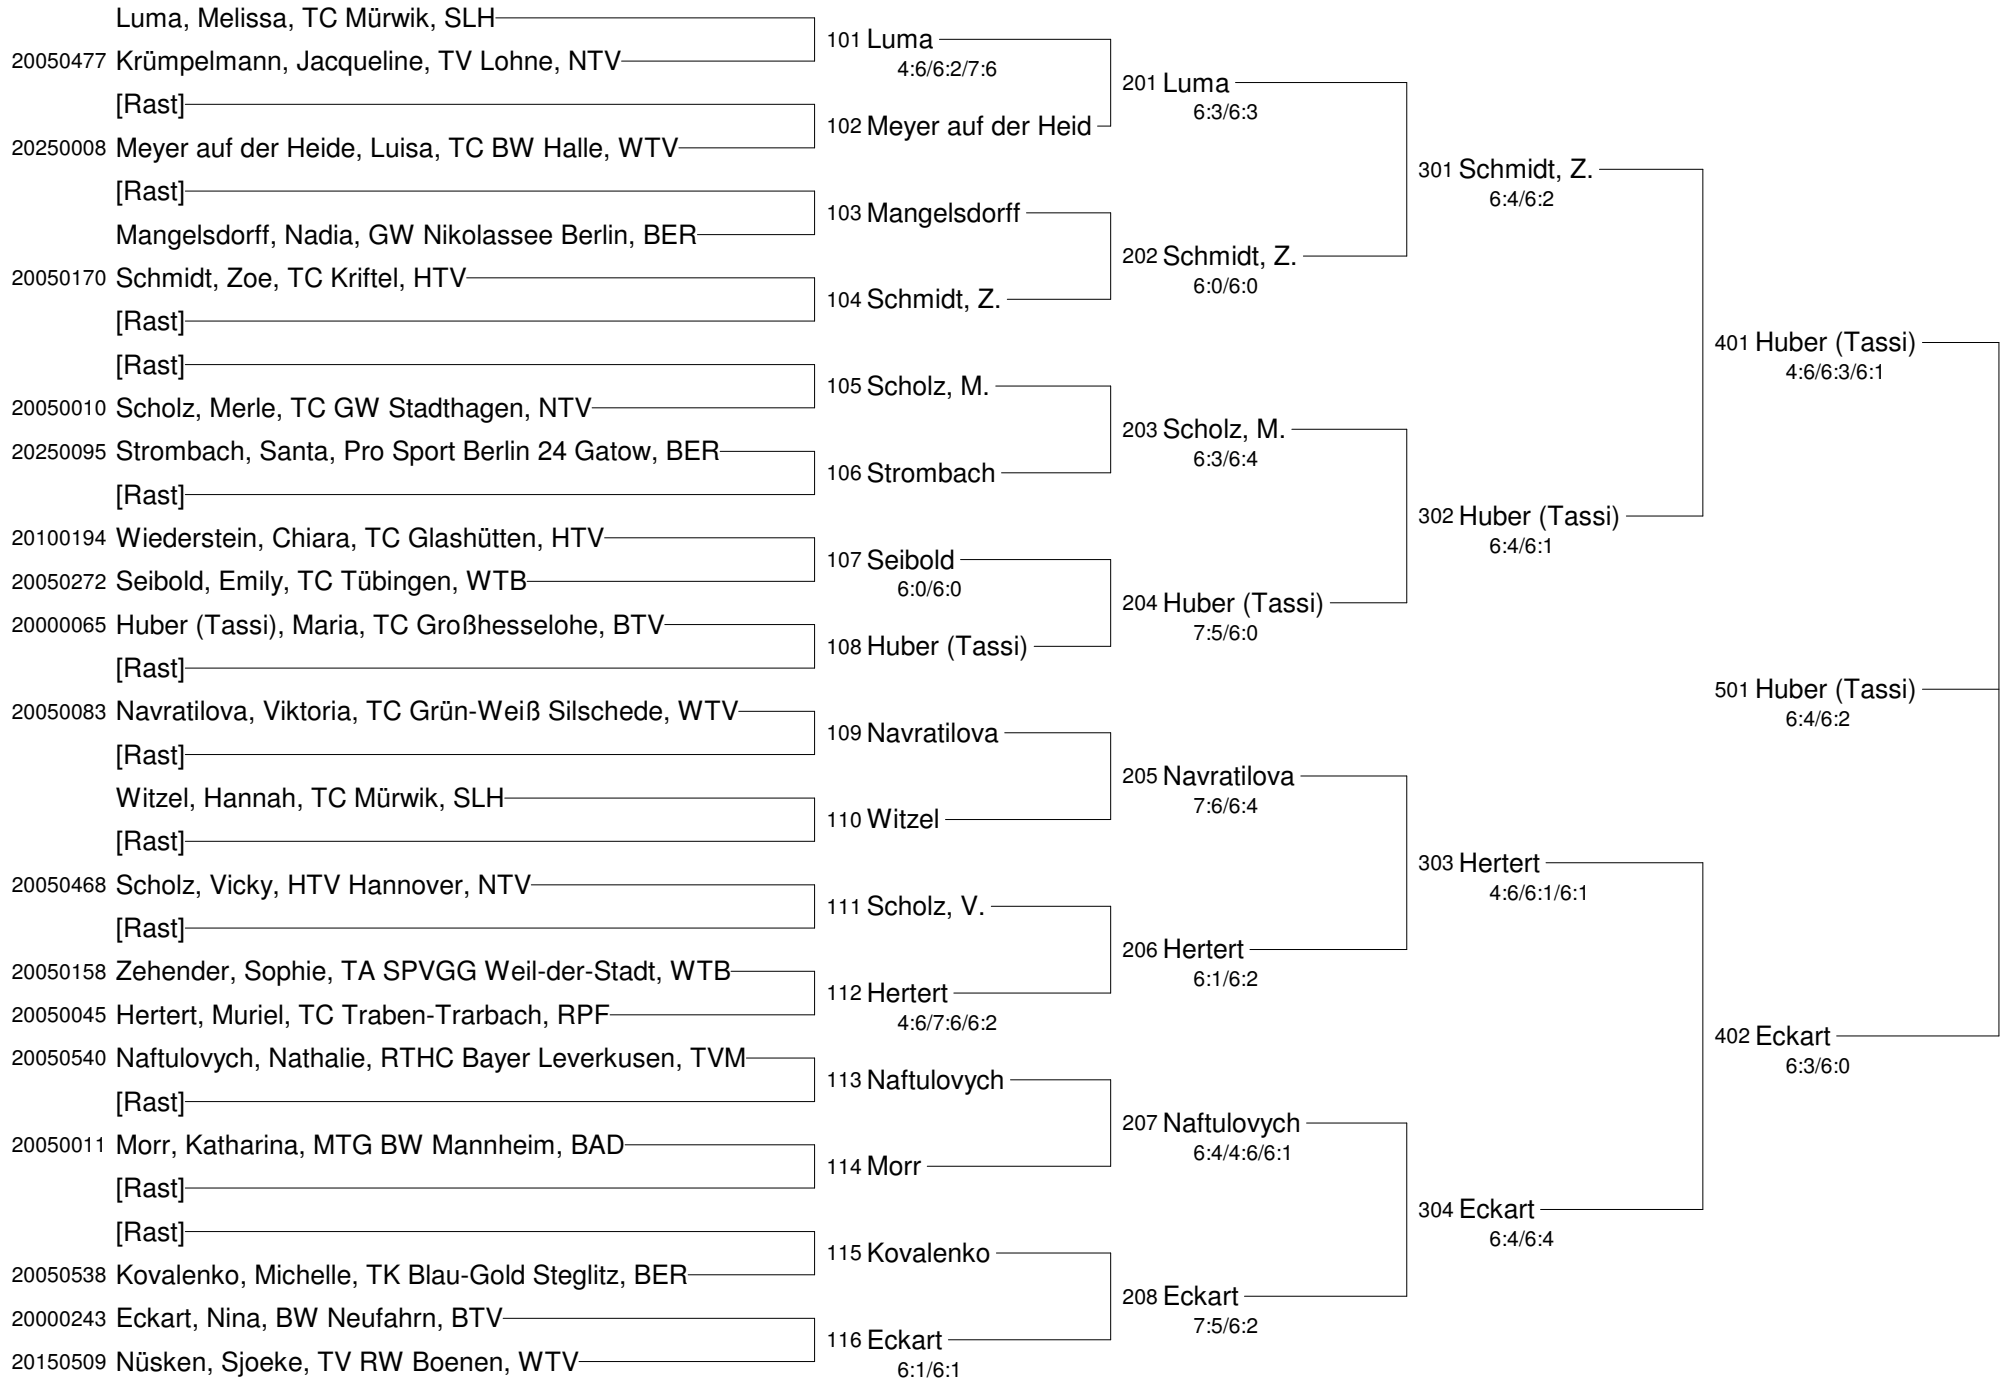 Luma, Melissa, TC Mürwik, SLH
20050477 Krümpelmann, Jacqueline, TV Lohne, NTV
[Rast]
20250008 Meyer auf der Heide, Luisa, TC BW Halle, WTV
[Rast]
Mangelsdorff, Nadia, GW Nikolassee Berlin, BER
20050170 Schmidt, Zoe, TC Kriftel, HTV
[Rast]
[Rast]
20050010 Scholz, Merle, TC GW Stadthagen, NTV
20250095 Strombach, Santa, Pro Sport Berlin 24 Gatow, BER
[Rast]
20100194 Wiederstein, Chiara, TC Glashütten, HTV
20050272 Seibold, Emily, TC Tübingen, WTB
20000065 Huber (Tassi), Maria, TC Großhesselohe, BTV
[Rast]
20050083 Navratilova, Viktoria, TC Grün-Weiß Silschede, WTV
[Rast]
Witzel, Hannah, TC Mürwik, SLH
[Rast]
20050468 Scholz, Vicky, HTV Hannover, NTV
[Rast]
20050158 Zehender, Sophie, TA SPVGG Weil-der-Stadt, WTB
20050045 Hertert, Muriel, TC Traben-Trarbach, RPF
20050540 Naftulovych, Nathalie, RTHC Bayer Leverkusen, TVM
[Rast]
20050011 Morr, Katharina, MTG BW Mannheim, BAD
[Rast]
[Rast]
20050538 Kovalenko, Michelle, TK Blau-Gold Steglitz, BER
20000243 Eckart, Nina, BW Neufahrn, BTV
20150509 Nüsken, Sjoeke, TV RW Boenen, WTV
101 Luma
4:6/6:2/7:6
102 Meyer auf der Heid
103 Mangelsdorff
104 Schmidt, Z.
105 Scholz, M.
106 Strombach
107 Seibold
6:0/6:0
108 Huber (Tassi)
109 Navratilova
110 Witzel
111 Scholz, V.
112 Hertert
4:6/7:6/6:2
113 Naftulovych
114 Morr
115 Kovalenko
116 Eckart
6:1/6:1
201 Luma
6:3/6:3
202 Schmidt, Z.
6:0/6:0
203 Scholz, M.
6:3/6:4
204 Huber (Tassi)
7:5/6:0
205 Navratilova
7:6/6:4
206 Hertert
6:1/6:2
207 Naftulovych
6:4/4:6/6:1
208 Eckart
7:5/6:2
301 Schmidt, Z.
6:4/6:2
302 Huber (Tassi)
6:4/6:1
303 Hertert
4:6/6:1/6:1
304 Eckart
6:4/6:4
401 Huber (Tassi)
4:6/6:3/6:1
402 Eckart
6:3/6:0
501 Huber (Tassi)
6:4/6:2